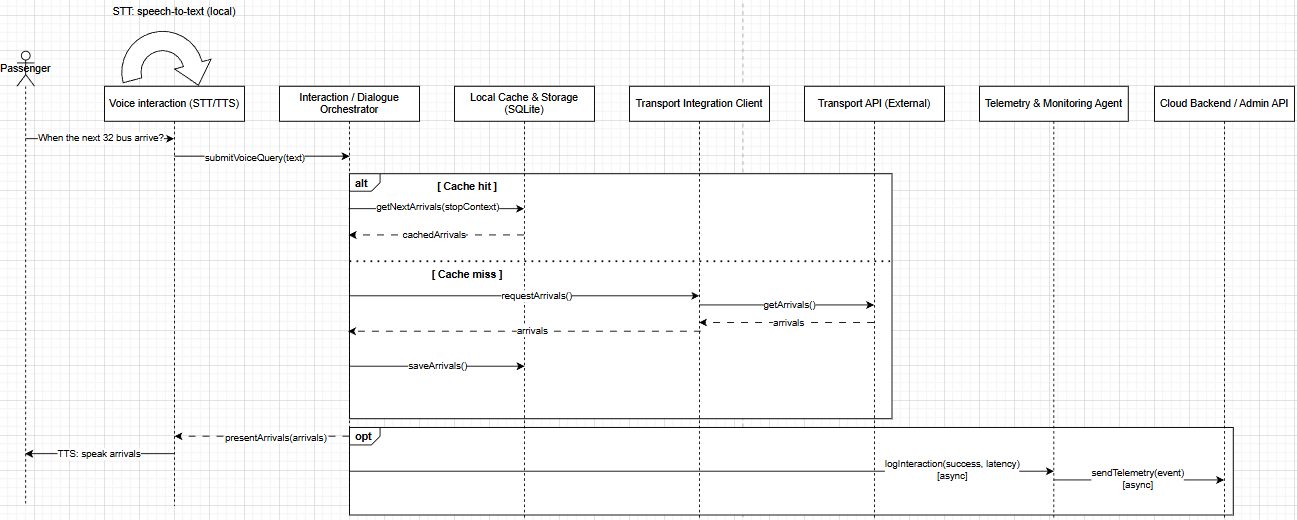 STT: speech-to-text (local)
Passenger
Voice interaction (STT/TTS)
Interaction / Dialogue
Orchestrator
Local Cache & Storage
(SQLite)
Transport Integration Client
Transport API (External)
Telemetry & Monitoring Agent
Cloud Backend / Admin API
When the next 32 bus arrive?
submitVoiceQuery(text)
alt
[ Cache hit ]
getNextArrivals(stopContext)
cachedArrivals
[ Cache miss ]
requestArrivals()
getArrivals()
arrivals
arrivals
saveArrivals()
presentArrivals(arrivals)
opt
TTS: speak arrivals
logInteraction(success, latency)
[async]
sendTelemetry(event)
[async]